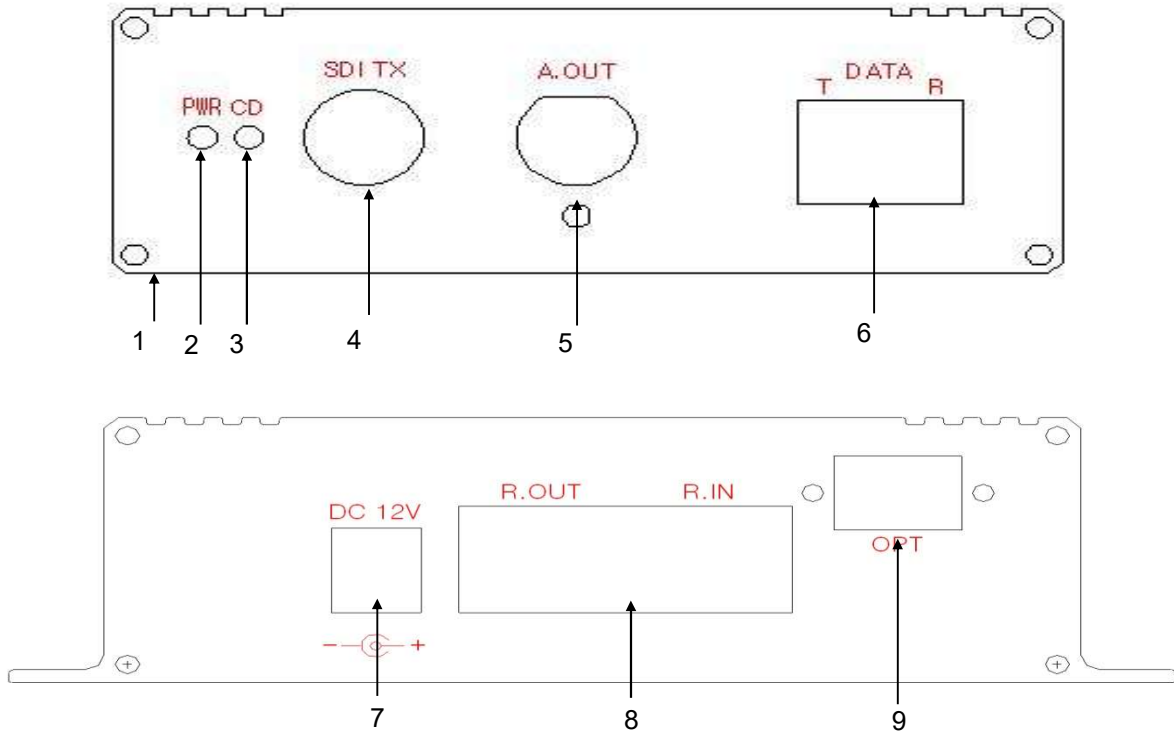 SDI TX
A.OUT
DATA
T R
PWR CD
1 2 3 4 5 6
R.OUT R.IN
DC 12V
OPT
- +
7 8 9